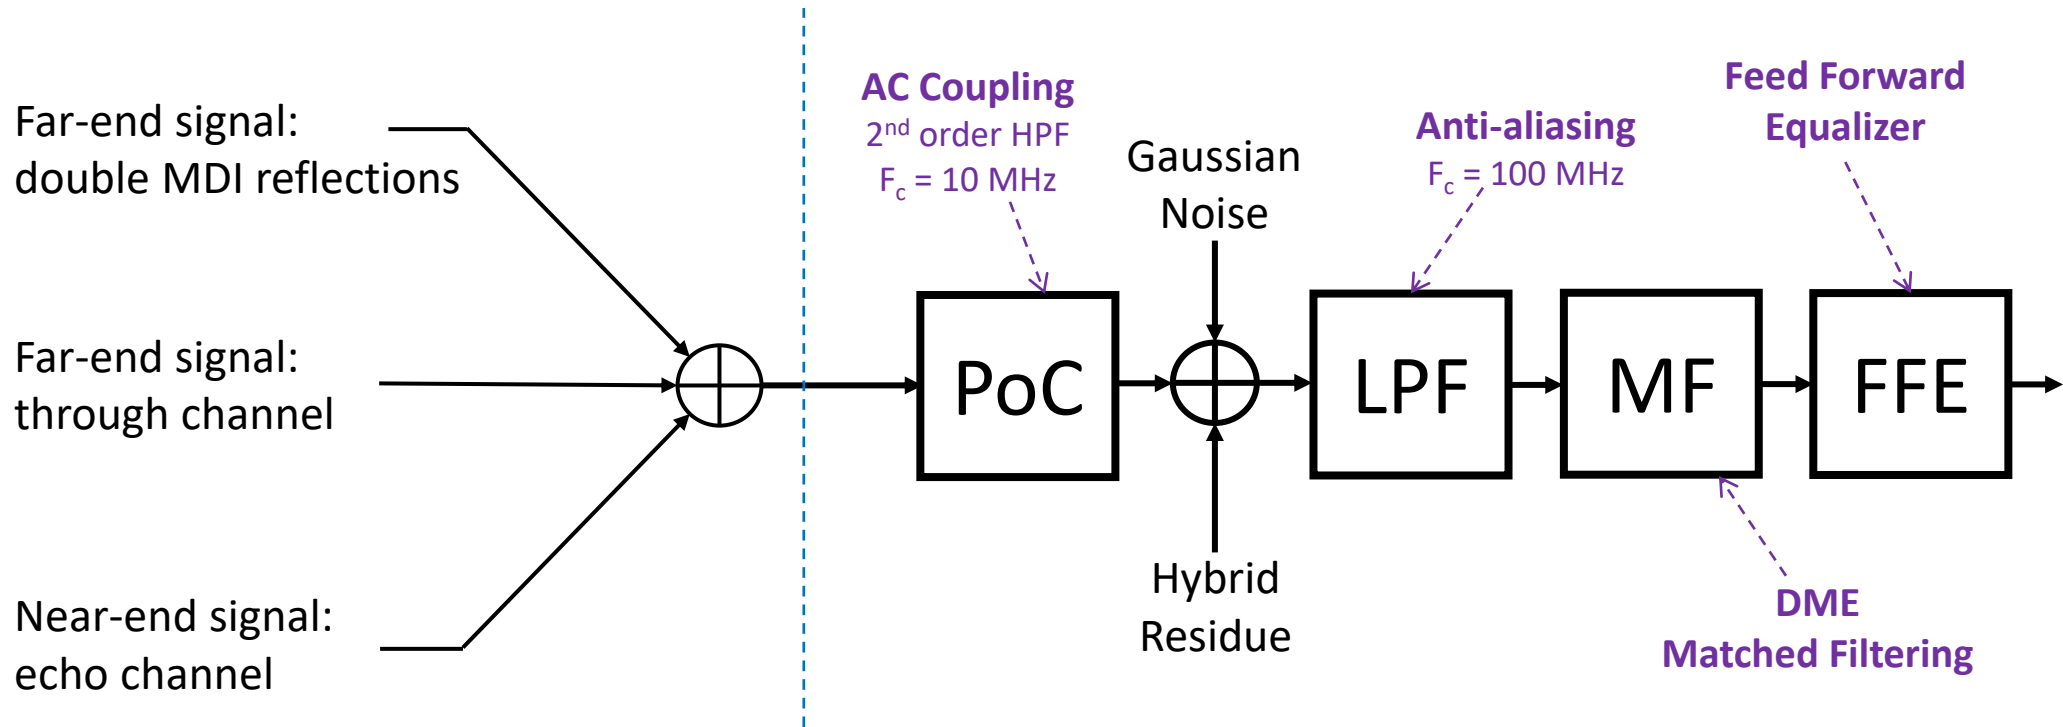 Far-end signal:
double MDI reflections
Far-end signal:
through channel
Near-end signal:
echo channel
AC Coupling
2nd order HPF
Fc = 10 MHz
PoC
Gaussian
Noise
Hybrid
Residue
Anti-aliasing
Fc = 100 MHz
LPF
MF
DME
Matched Filtering
Feed Forward
Equalizer
FFE